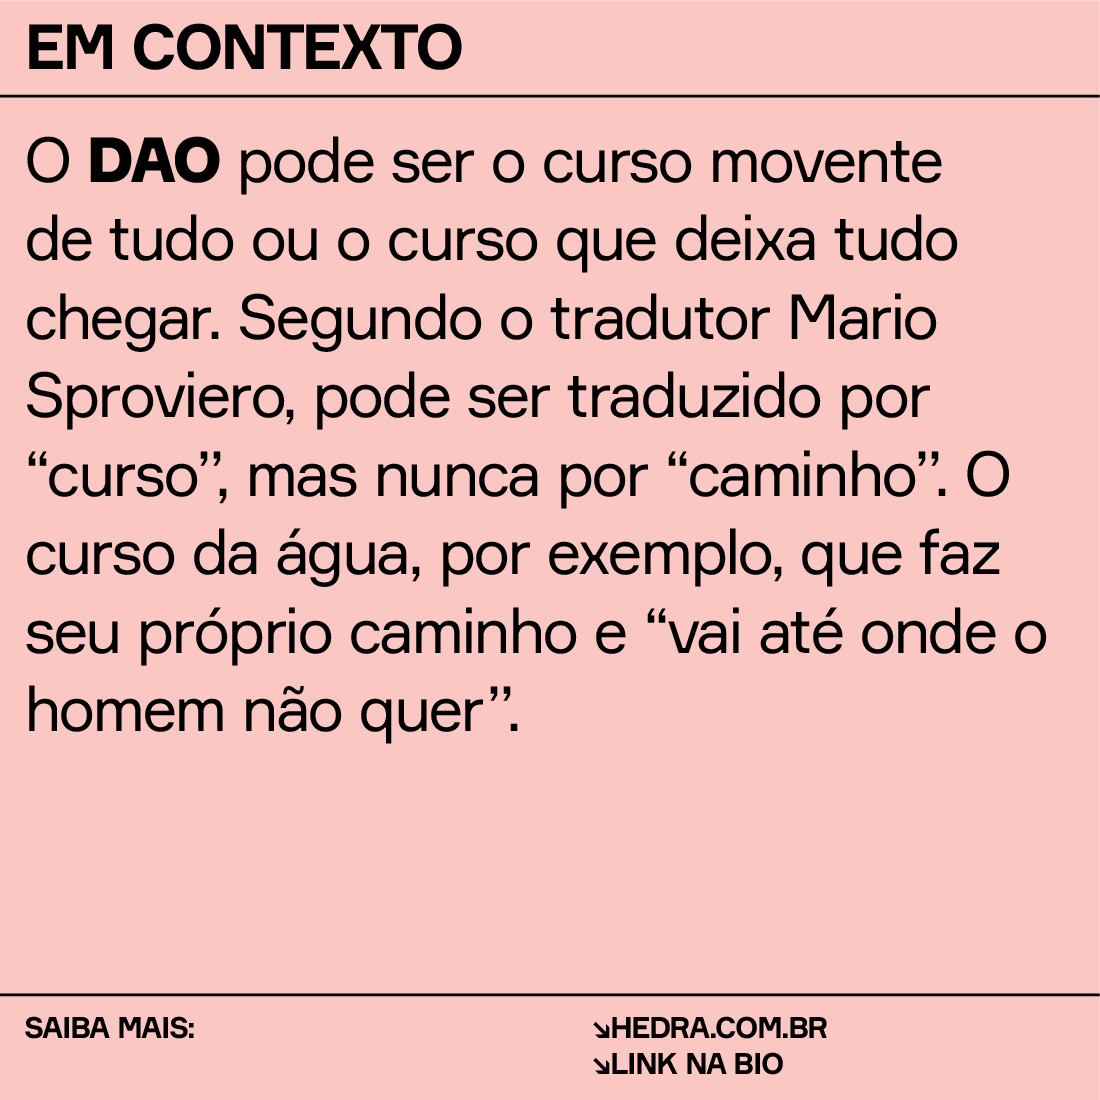 EM CONTEXTO
O DAO pode ser o curso movente
de tudo ou o curso que deixa tudo
chegar. Segundo o tradutor Mario
Sproviero, pode ser traduzido por
“curso”, mas nunca por “caminho”. O
curso da água, por exemplo, que faz
seu próprio caminho e “vai até onde o
homem não quer”.
SAIBA MAIS:
↘HEDRA.COM.BR
↘LINK NA BIO